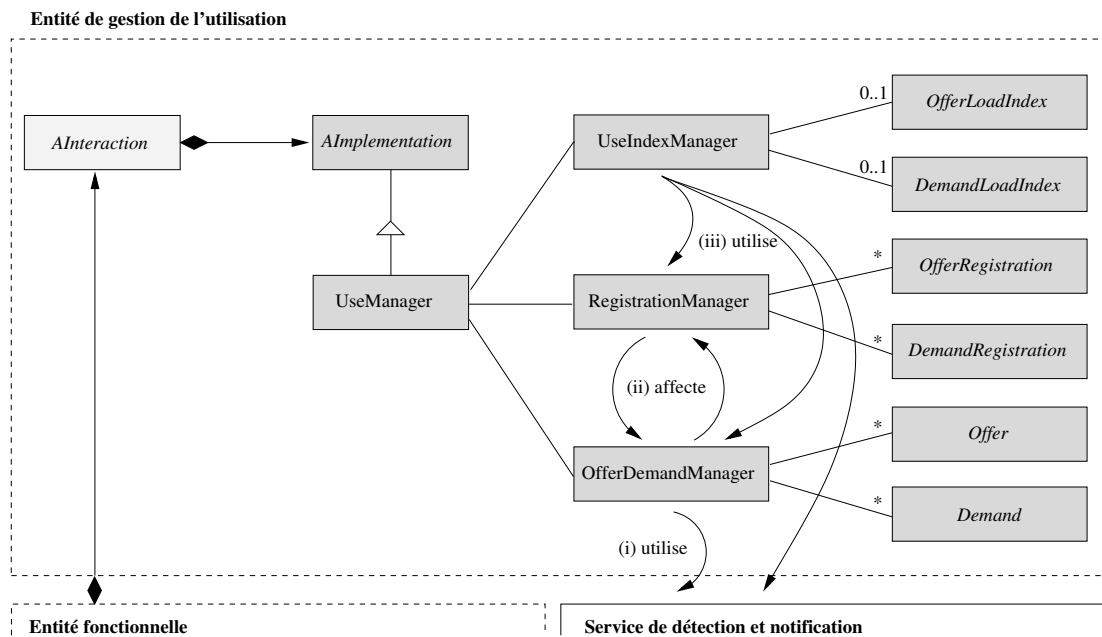 Entité de gestion de l'utilisation
AInteraction
AImplementation
UseManager
UseIndexManager
RegistrationManager
OfferDemandManager
0..1
OfferLoadIndex
0..1
DemandLoadIndex
(iii) utilise
*
OfferRegistration
*
DemandRegistration
(ii) affecte
*
Offer
*
Demand
(i) utilise
Entité fonctionnelle
Service de détection et notification